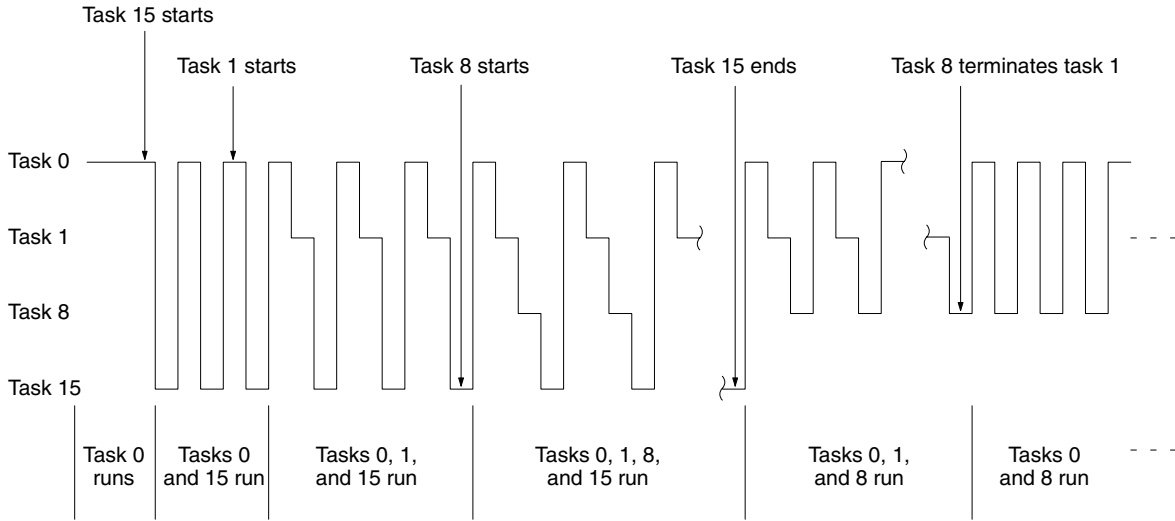 Task 15 starts
Task 1 starts
Task 8 starts
Task 15 ends
Task 8 terminates task 1
Task 0
Task 1
Task 8
Task 15
Task 0
runs
Tasks 0
and 15 run
Tasks 0, 1,
and 15 run
Tasks 0, 1, 8,
and 15 run
Tasks 0, 1,
and 8 run
Tasks 0
and 8 run